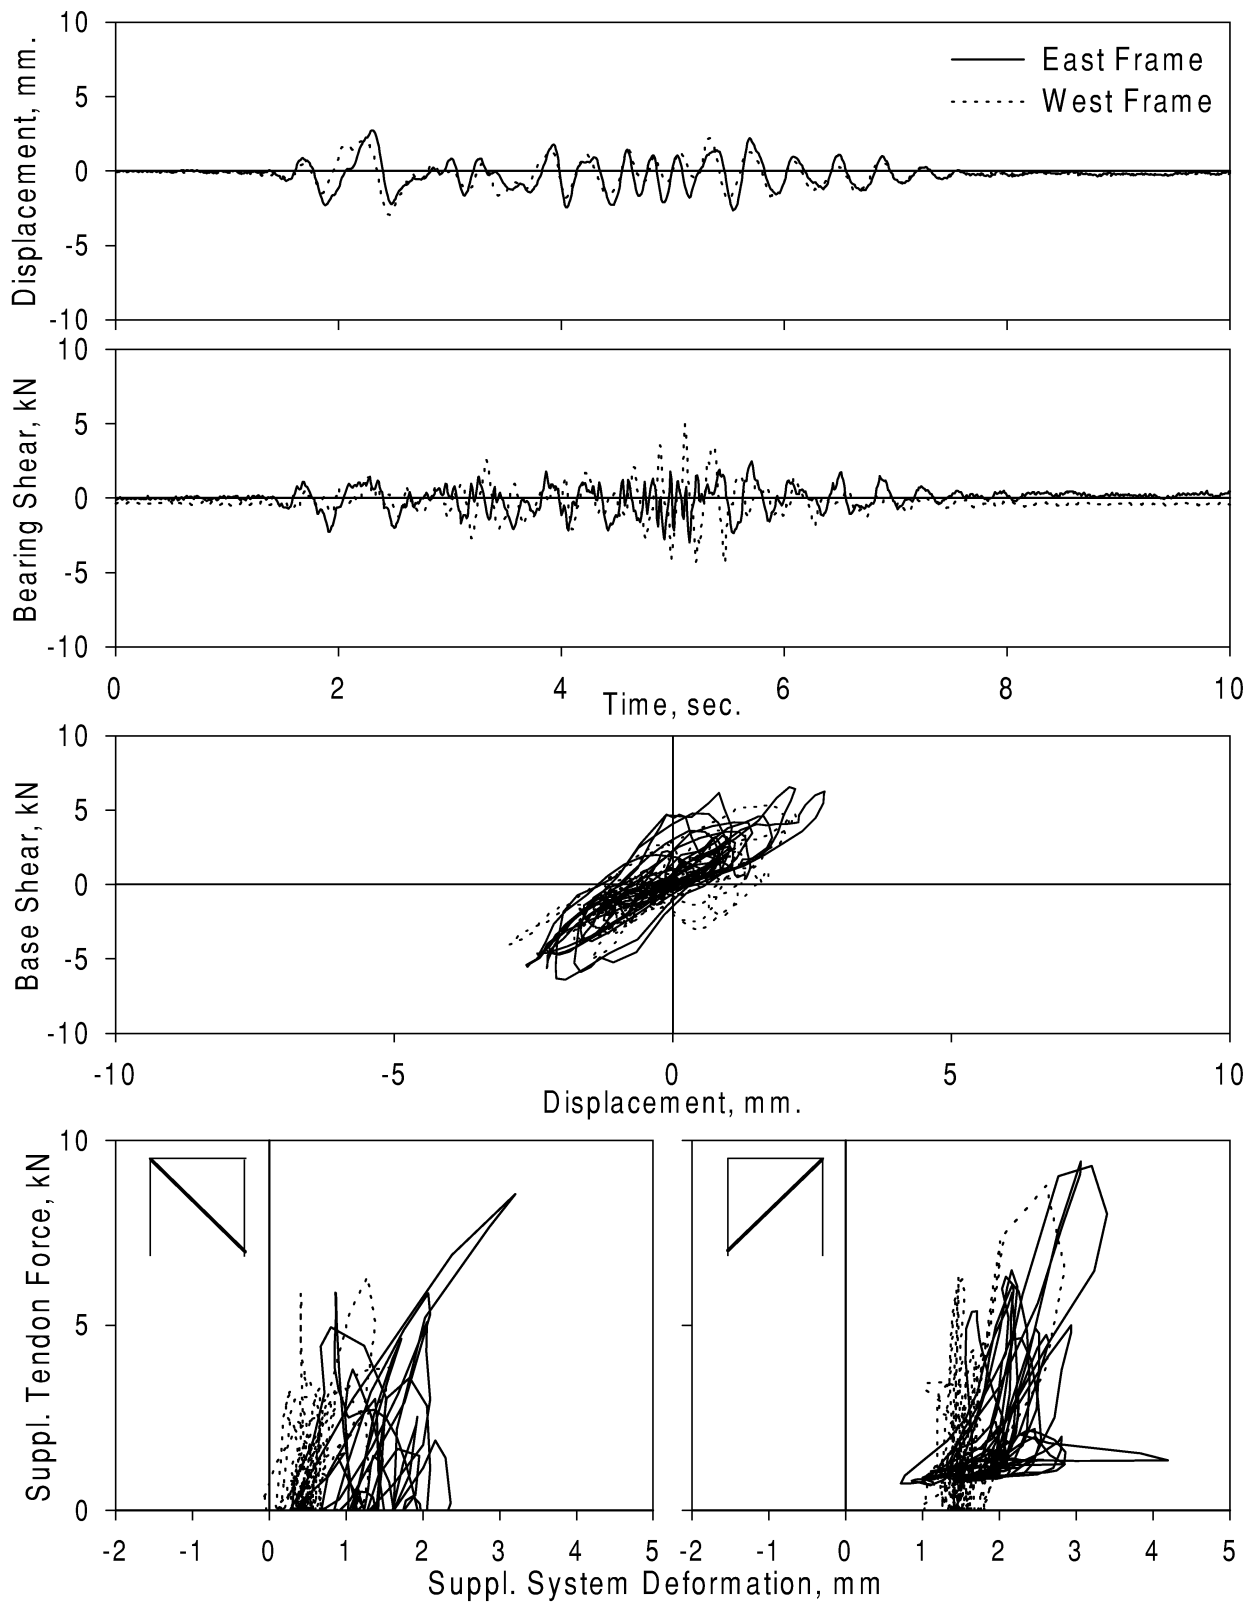 10
5
0
-5
-10
Displacement, mm.
East Frame
West Frame
10
5
0
-5
-10
Bearing Shear, kN
0 2 4 6 8 10
Time, sec.
10
5
0
-5
-10
Base Shear, kN
-10 -5 0 5 10
Displacement, mm.
10
5
0
Suppl. Tendon Force, kN
-2 -1 0 1 2 3 4 5 -2 -1 0 1 2 3 4 5
Suppl. System Deformation, mm